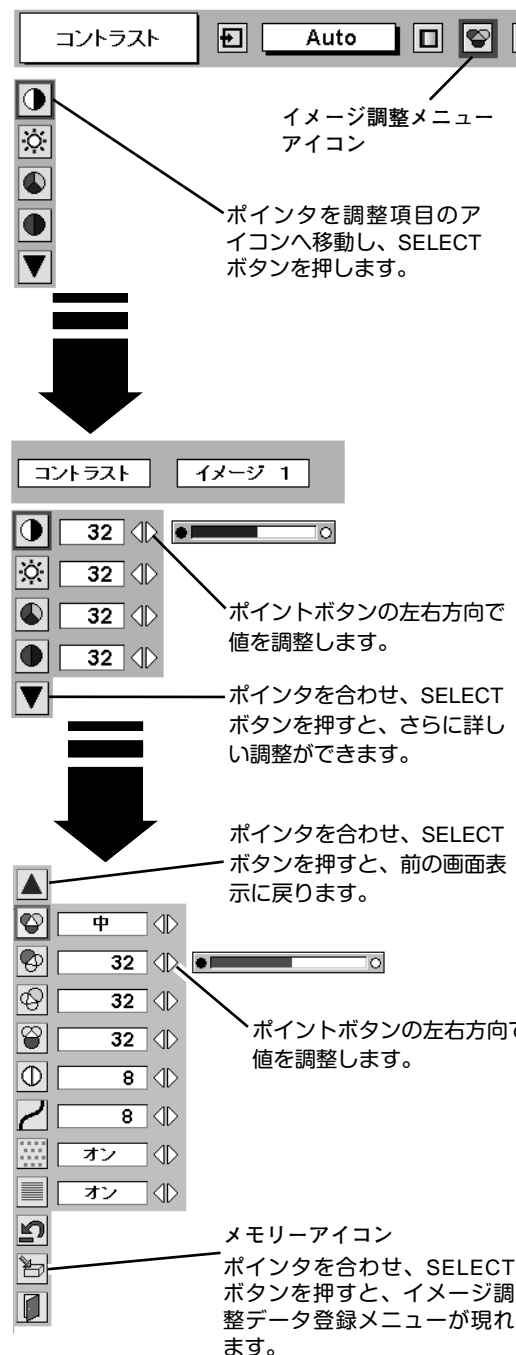 コントラスト
Auto
イメージ調整メニュー
アイコン
ポインタを調整項目のア
イコンへ移動し、SELECT
ボタンを押します。
コントラスト
イメージ 1
32
32
32
32
ポイントボタンの左右方向で
値を調整します。
ポインタを合わせ、SELECT
ボタンを押すと、さらに詳し
い調整ができます。
ポインタを合わせ、SELECT
ボタンを押すと、前の画面表
示に戻ります。
中
32
32
32
8
8
オン
オン
ポイントボタンの左右方向で
値を調整します。
メモリーアイコン
ポインタを合わせ、SELECT
ボタンを押すと、イメージ調
整データ登録メニューが現れ
ます。